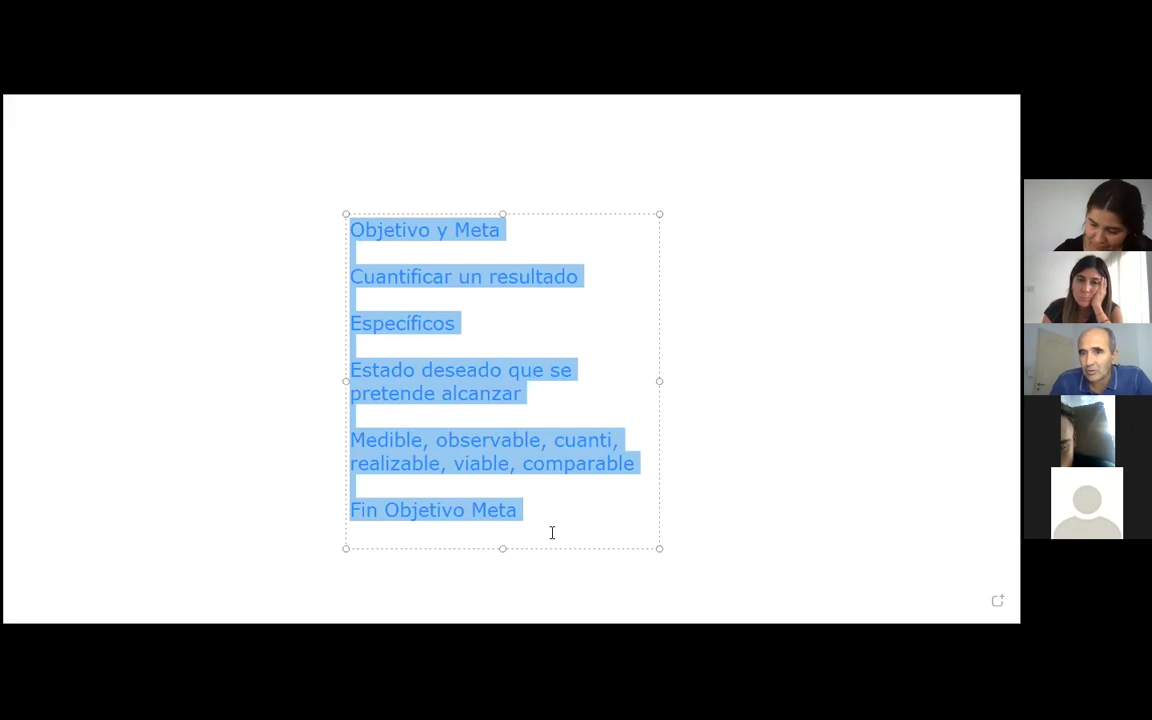 Objetivo y Meta
Cuantificar un resultado
Específicos
Estado deseado que se
pretende alcanzar
Medible, observable, cuanti,
realizable, viable, comparable
Fin Objetivo Meta